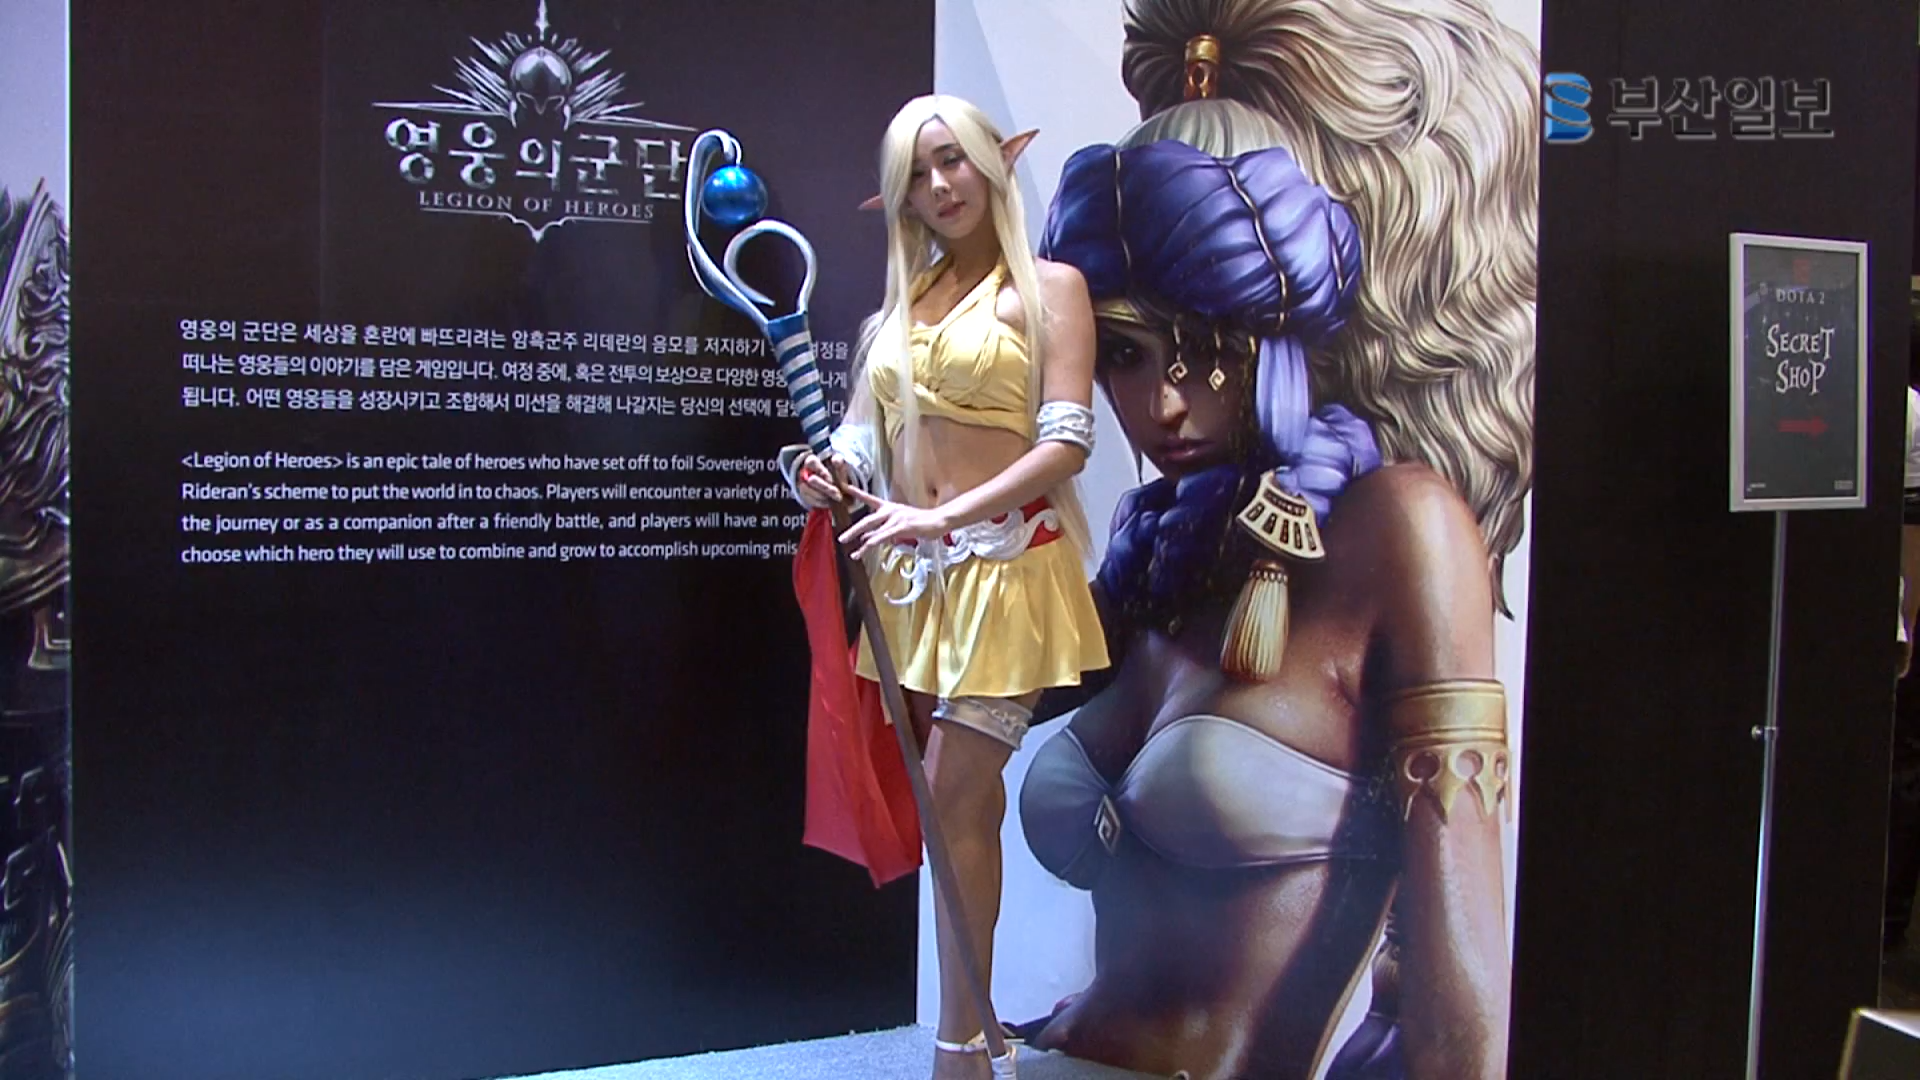 영웅의군단
LEGION OF HEROES
영웅의 군단은 세상을 혼란에 빠뜨리려는 암흑군주 리데란의 음모를 저지하기
떠나는 영웅들의 이야기를 담은 게임입니다. 여정 중에, 혹은 전투의 보상으로 다양한 영웅
됩니다. 어떤 영웅들을 성장시키고 조합해서 미션을 해결해 나갈지는 당신의 선택에
<Legion of Heroes> is an epic tale of heroes who have set off to foil Sovereign of
Rideran's scheme to put the world in to chaos. Players will encounter a variety of
the journey or as a companion after a friendly battle, and players will have an
choose which hero they will use to combine and grow to accomplish upcoming
부산일보
DOTA 2
SECRET
SHOP